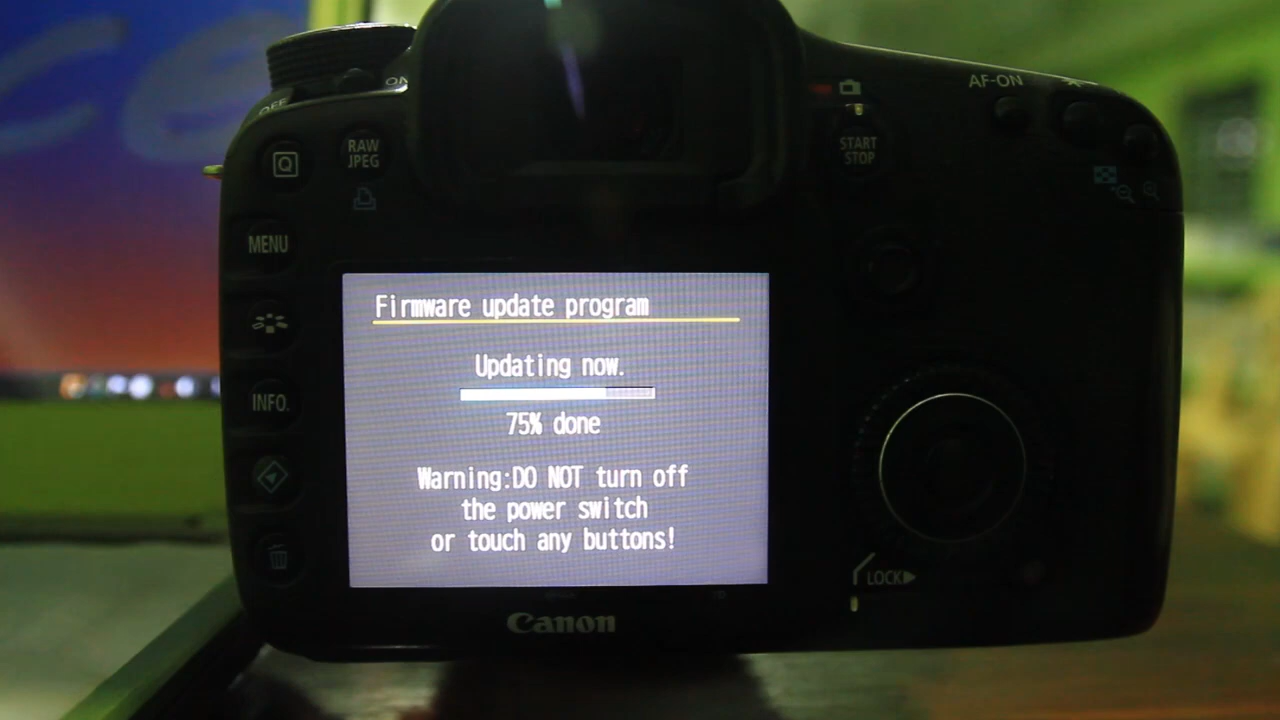 ce
OFF
ON
AF-ON
Q
RAW
JPEG
START
STOP
MENU
INFO.
Firmware update program
Updating now.
75% done
Warning:DO NOT turn off
the power switch
or touch any buttons!
LOCK
Canon